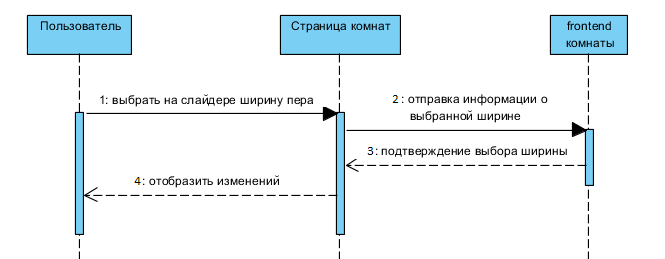 Пользователь
Страница комнат
frontend
комнаты
1: выбрать на слайдере ширину пера
2 : отправка информации о
выбранной ширине
3: подтверждение выбора ширины
4: отобразить изменений